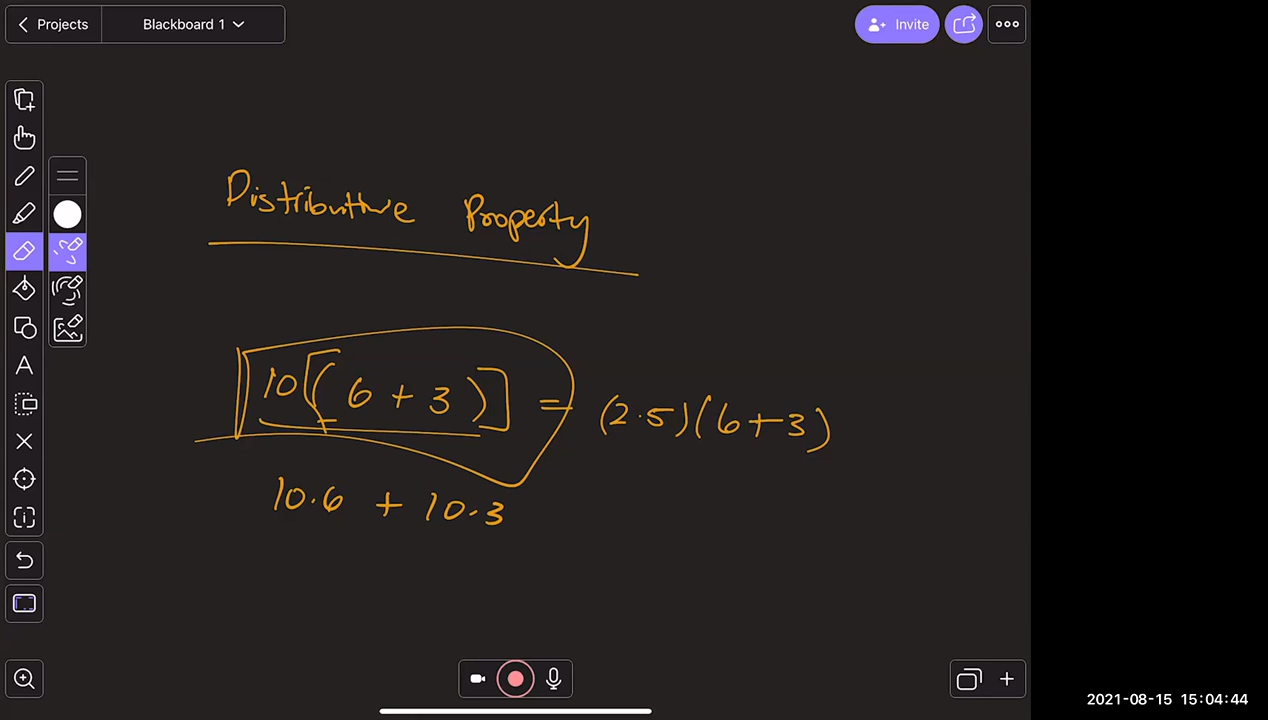 Projects
Blackboard 1
Invite
Distributive Property
10[(6 + 3)] = (2·5)(6+3)
10·6 + 10·3
A
2021-08-15 15:04:44